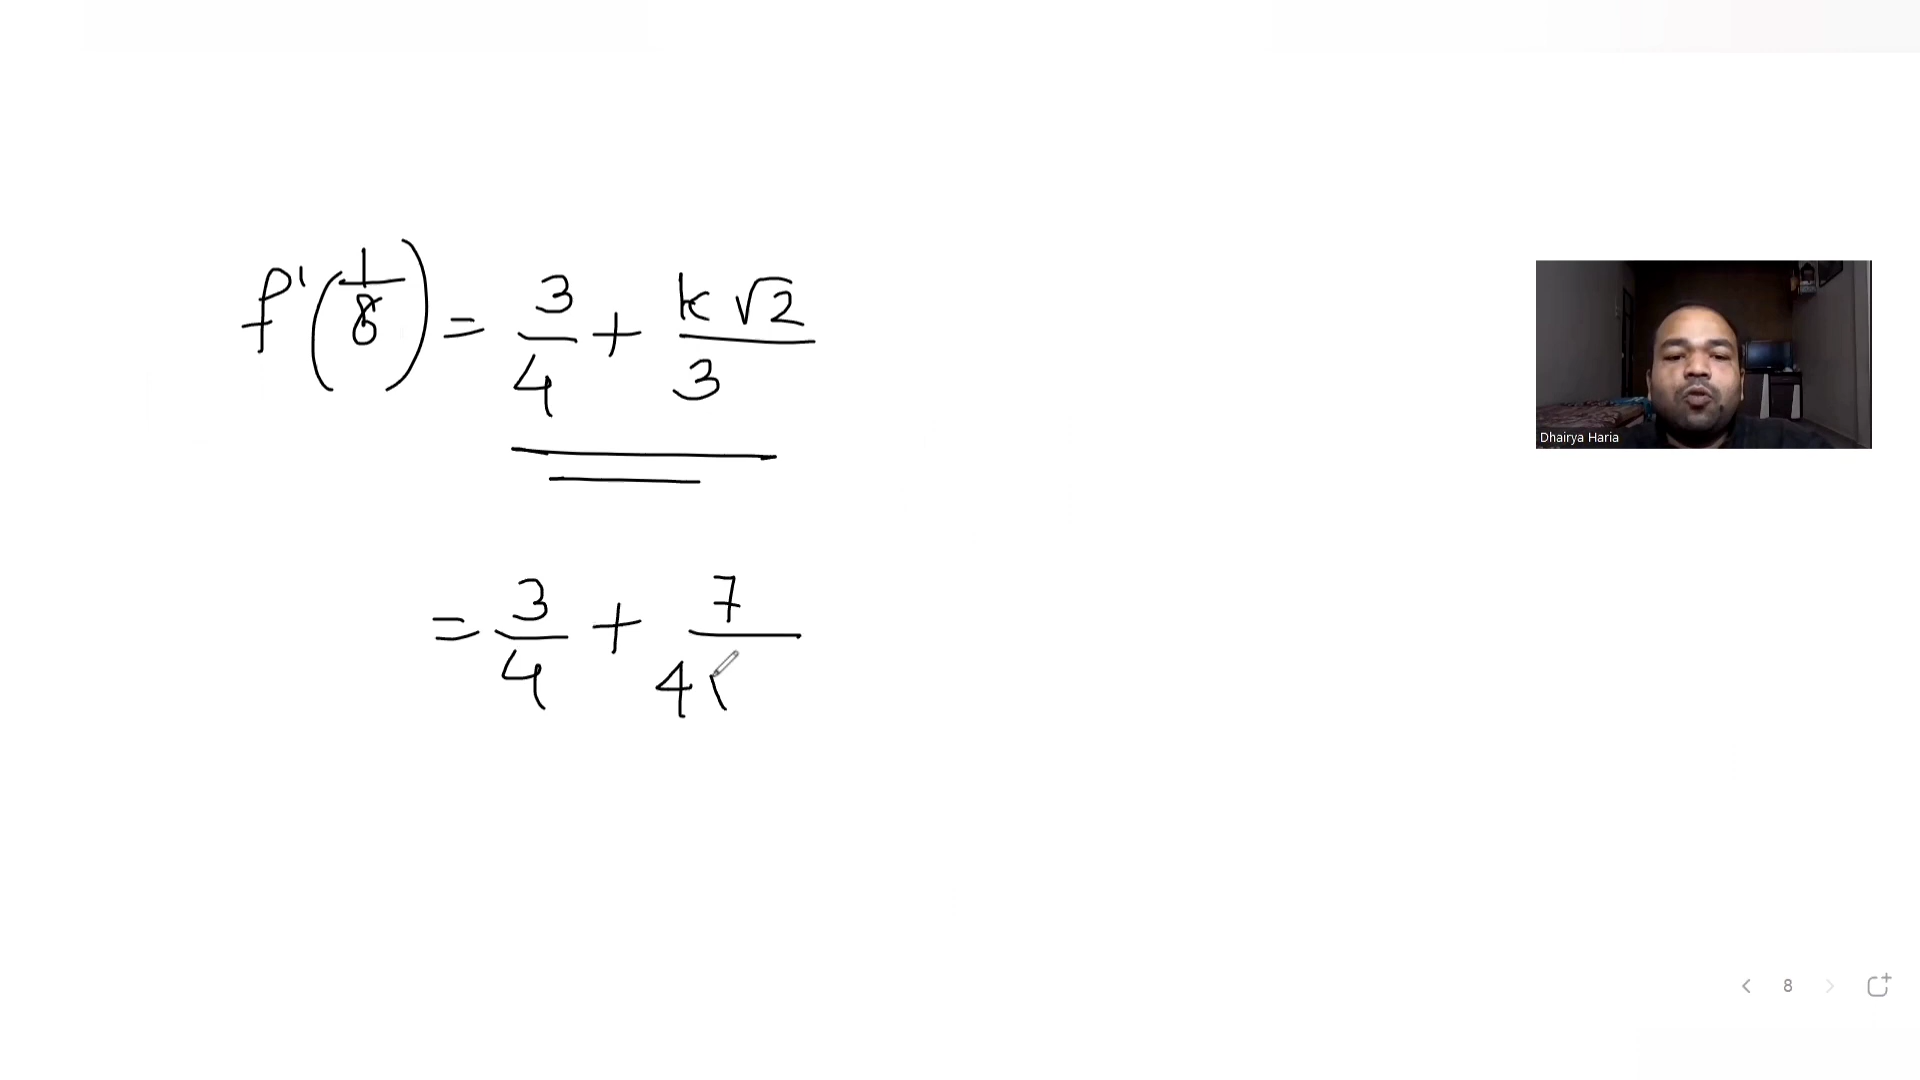 f'(1/8) = 3/4 + k√2/3
= 3/4 + 7/4(
Dhairya Haria
8